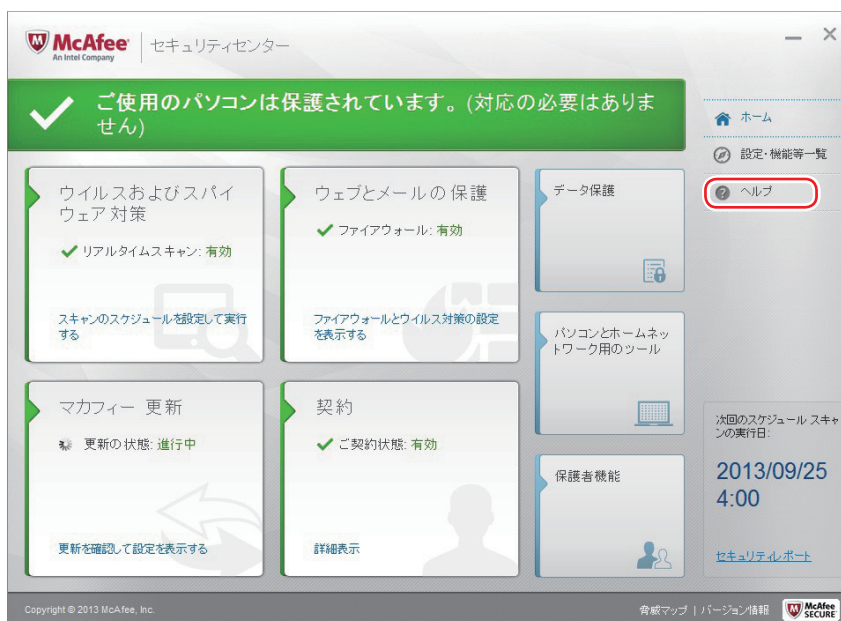 McAfee
An Intel Company
セキュリティセンター
ご使用のパソコンは保護されています。(対応の必要はありま
せん)
ホーム
設定・機能等一覧
ヘルプ
ウイルスおよびスパイ
ウェア対策
リアルタイムスキャン: 有効
スキャンのスケジュールを設定して実行
する
ウェブとメールの保護
ファイアウォール: 有効
ファイアウォールとウイルス対策の設定
を表示する
データ保護
パソコンとホームネッ
トワーク用のツール
マカフィー 更新
更新の状態: 進行中
更新を確認して設定を表示する
契約
ご契約状態: 有効
詳細表示
保護者機能
次回のスケジュール スキャ
ンの実行日:
2013/09/25
4:00
セキュリティレポート
Copyright © 2013 McAfee, Inc.
脅威マップ | バージョン情報
McAfee
SECURE